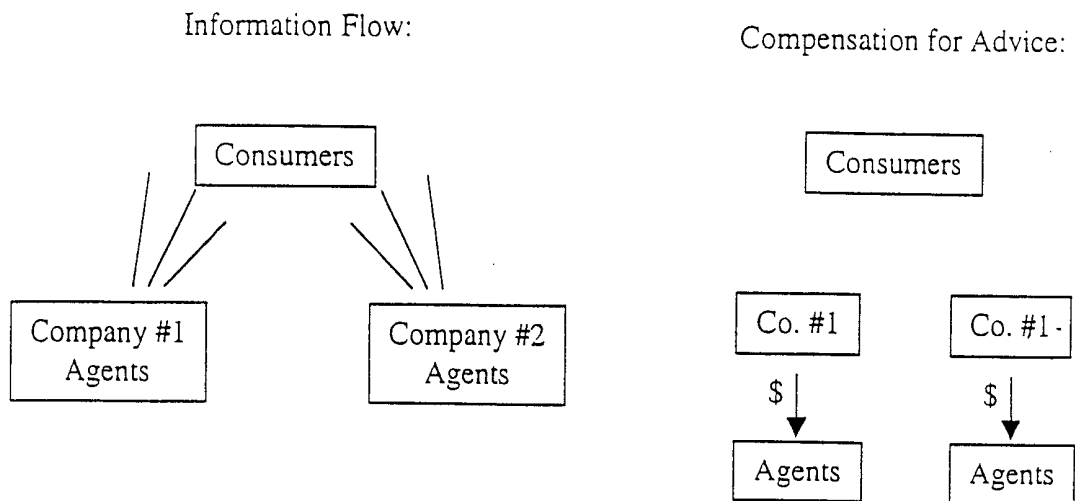 Information Flow:
Compensation for Advice:
Consumers
Company #1
Agents
Company #2
Agents
Consumers
Co. #1
Co. #1-
$
$
Agents
Agents